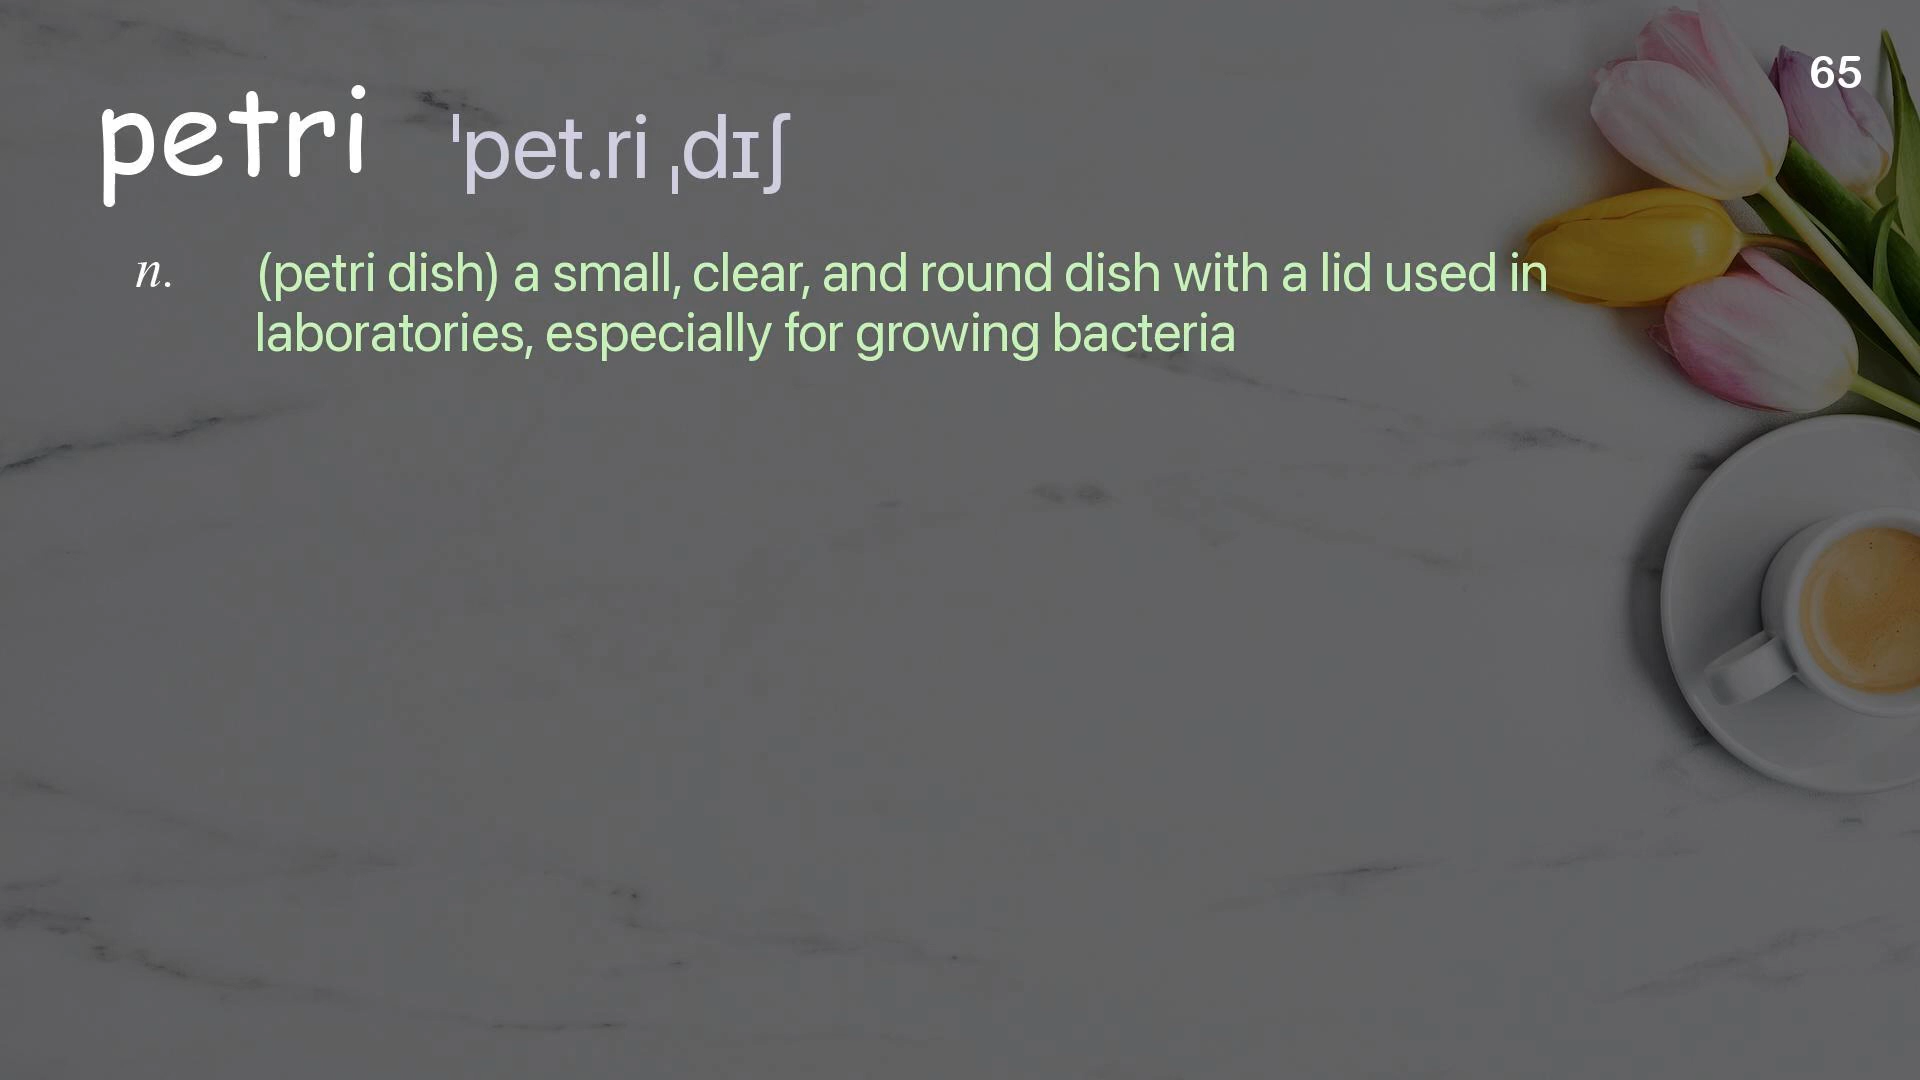 65
petri ˈpet.ri ˌdɪʃ
n. (petri dish) a small, clear, and round dish with a lid used in
laboratories, especially for growing bacteria